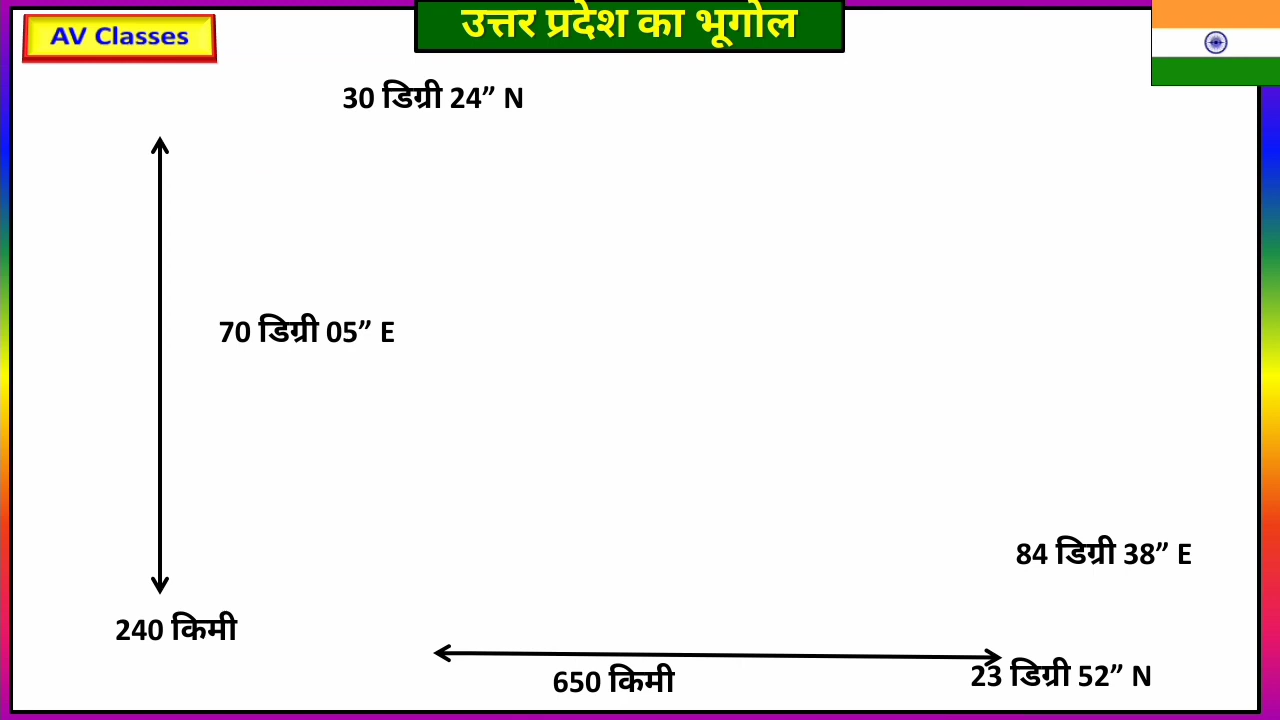 AV Classes
उत्तर प्रदेश का भूगोल
30 डिग्री 24” N
70 डिग्री 05” E
84 डिग्री 38” E
240 किमी
650 किमी
23 डिग्री 52” N